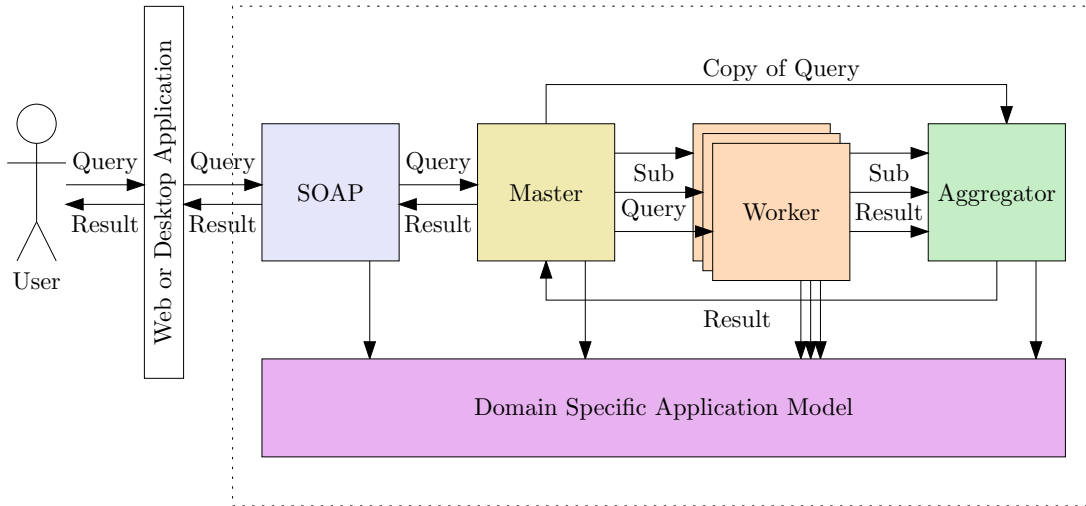 Copy of Query
Web or Desktop Application
Query
Query
Query
Sub
Query
Sub
Result
SOAP
Master
Worker
Aggregator
Result
Result
Result
User
Result
Domain Specific Application Model